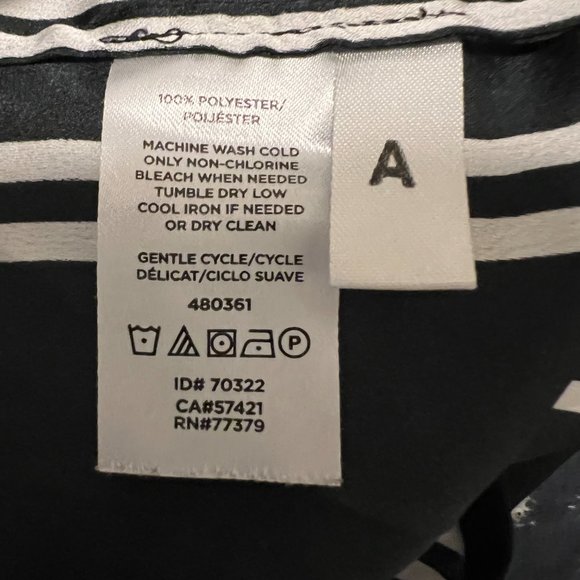 100% POLYESTER/
POLIÉSTER
MACHINE WASH COLD
ONLY NON-CHLORINE
BLEACH WHEN NEEDED
TUMBLE DRY LOW
COOL IRON IF NEEDED
OR DRY CLEAN
GENTLE CYCLE/CYCLE
DÉLICAT/CICLO SUAVE
480361
P
ID# 70322
CA#57421
RN#77379
A